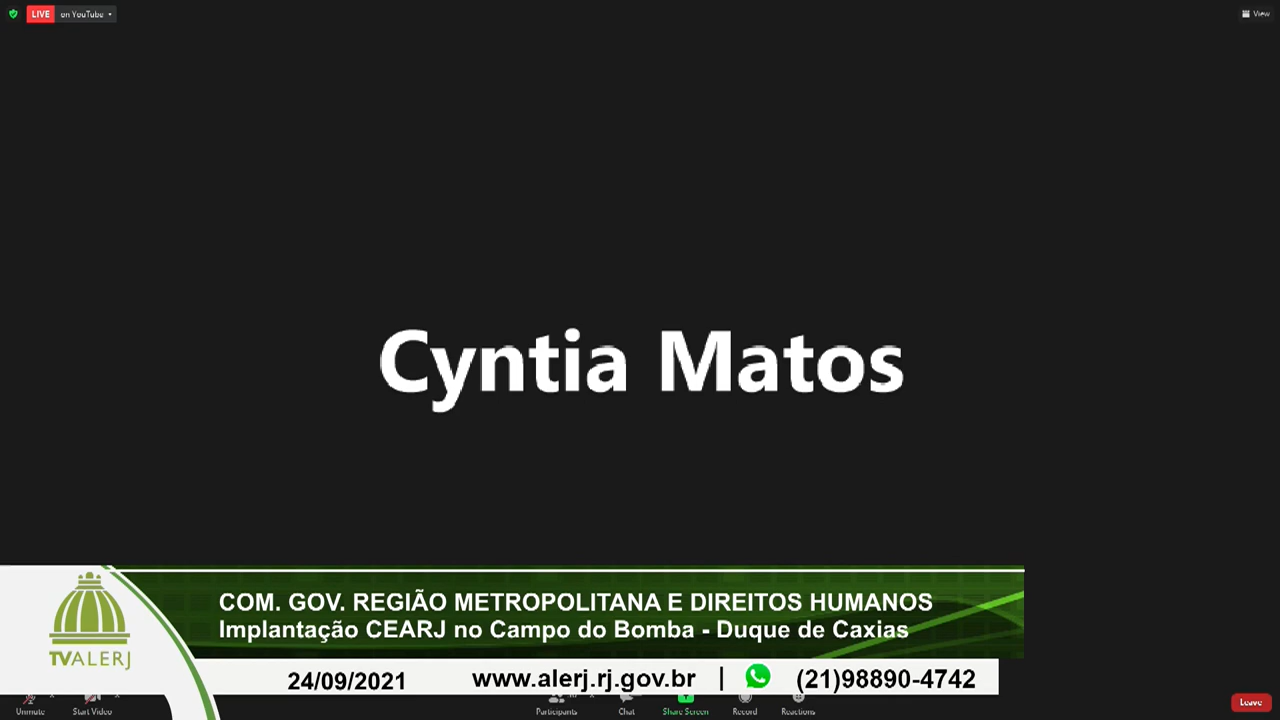 LIVE on YouTube
View
Cyntia Matos
COM. GOV. REGIÃO METROPOLITANA E DIREITOS HUMANOS
Implantação CEARJ no Campo do Bomba - Duque de Caxias
TVALERJ
24/09/2021 www.alerj.rj.gov.br | (21)98890-4742
Unmute Start Video Participants Chat Share Screen Record Reactions Leave